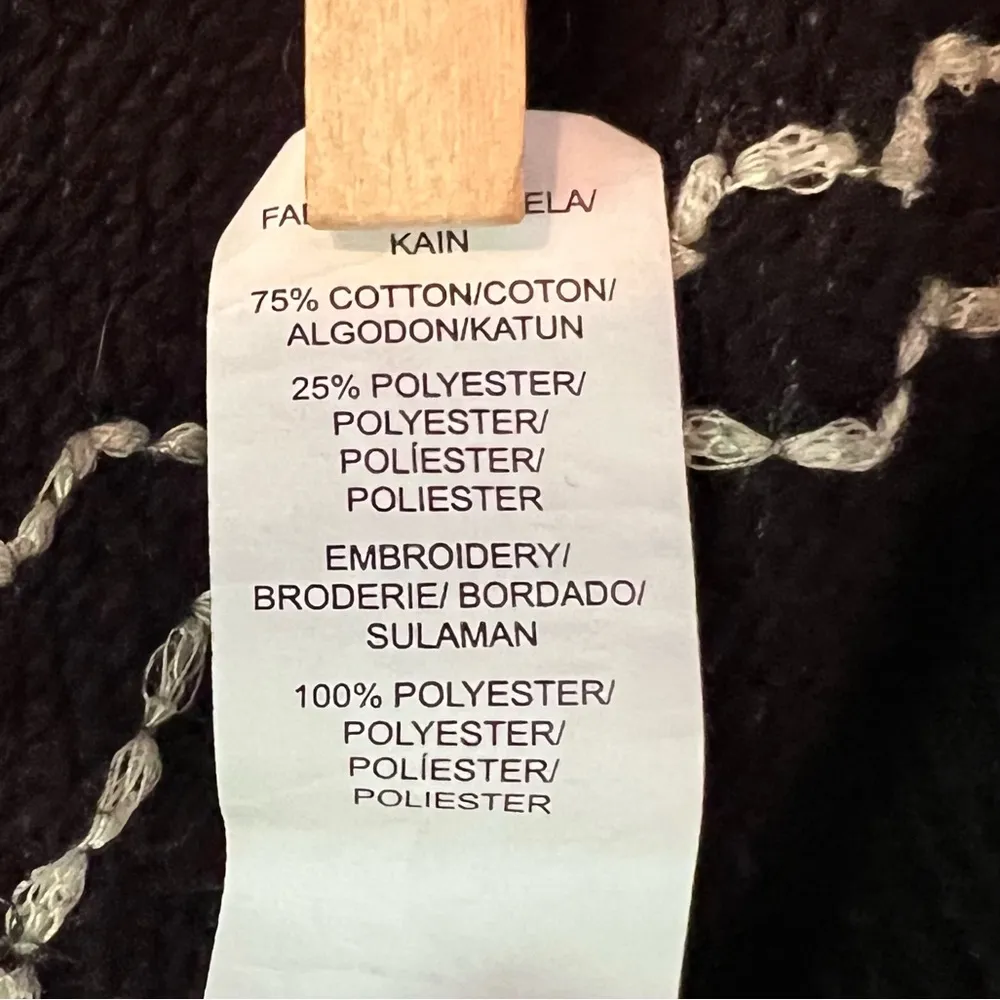 KAIN
75% COTTON/COTON/
ALGODON/KATUN
25% POLYESTER/
POLYESTER/
POLÍESTER/
POLIESTER
EMBROIDERY/
BRODERIE/ BORDADO/
SULAMAN
100% POLYESTER/
POLYESTER/
POLÍESTER/
POLIESTER